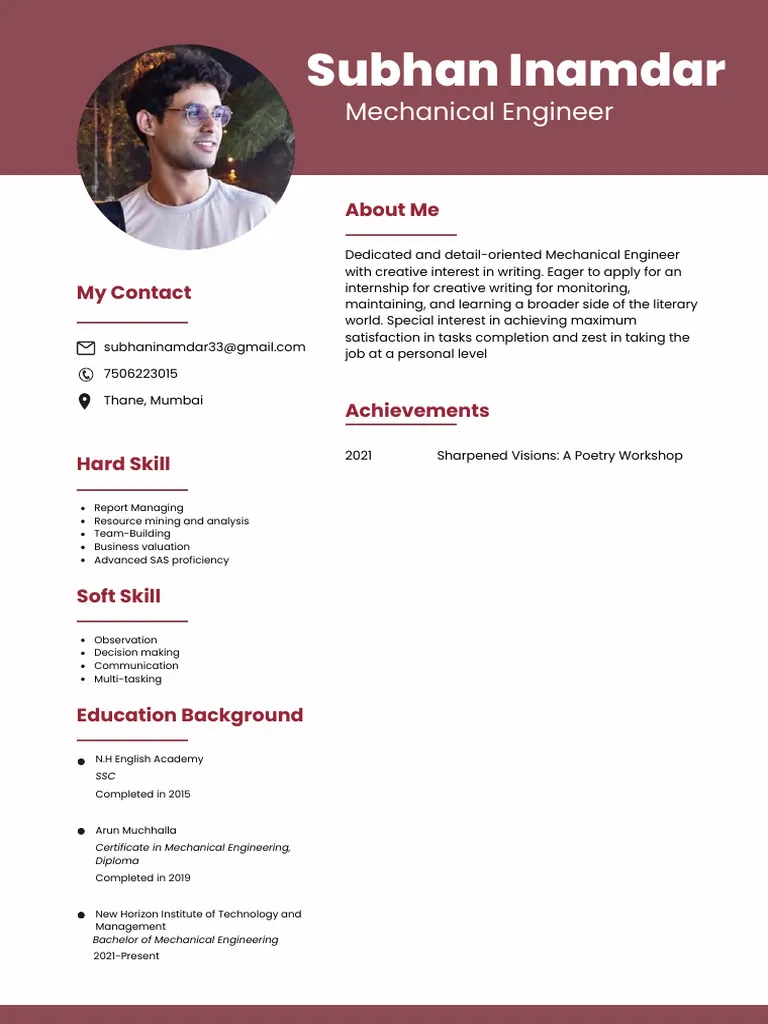 Subhan Inamdar
Mechanical Engineer
My Contact
subhaninamdar33@gmail.com
7506223015
Thane, Mumbai
Hard Skill
Report Managing
Resource mining and analysis
Team-Building
Business valuation
Advanced SAS proficiency
Soft Skill
Observation
Decision making
Communication
Multi-tasking
Education Background
N.H English Academy
SSC
Completed in 2015
Arun Muchhalla
Certificate in Mechanical Engineering,
Diploma
Completed in 2019
New Horizon Institute of Technology and
Management
Bachelor of Mechanical Engineering
2021-Present
About Me
Dedicated and detail-oriented Mechanical Engineer
with creative interest in writing. Eager to apply for an
internship for creative writing for monitoring,
maintaining, and learning a broader side of the literary
world. Special interest in achieving maximum
satisfaction in tasks completion and zest in taking the
job at a personal level
Achievements
2021 Sharpened Visions: A Poetry Workshop